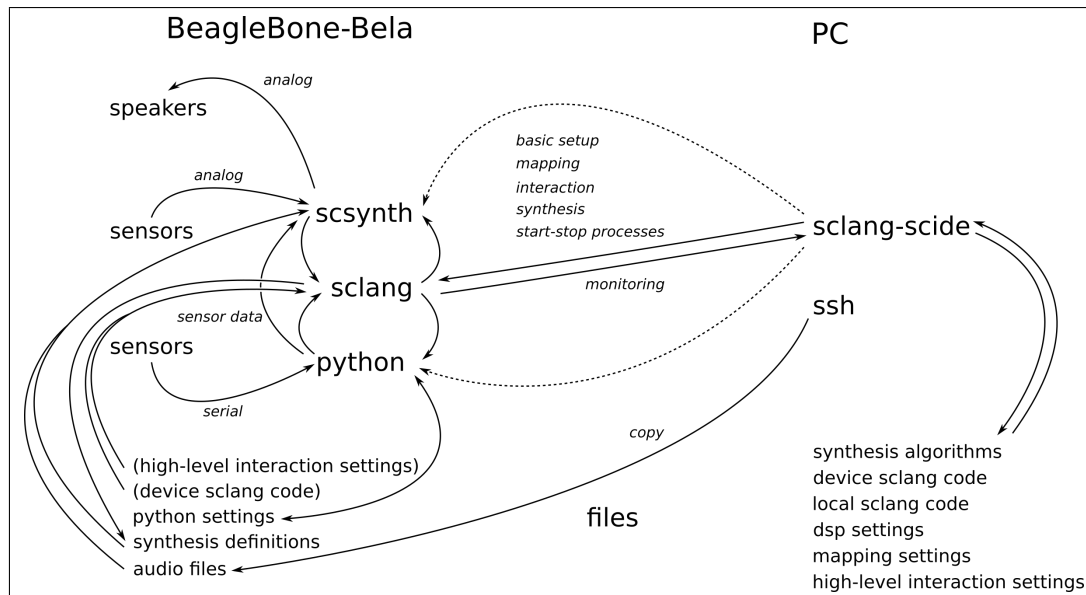 BeagleBone-Bela
PC
analog
speakers
basic setup
mapping
analog
interaction
synthesis
scsynth
sensors
start-stop processes
sclang-scide
sclang
monitoring
ssh
sensor data
sensors
python
serial
copy
(high-level interaction settings)
(device sclang code)
python settings
synthesis definitions
audio files
files
synthesis algorithms
device sclang code
local sclang code
dsp settings
mapping settings
high-level interaction settings